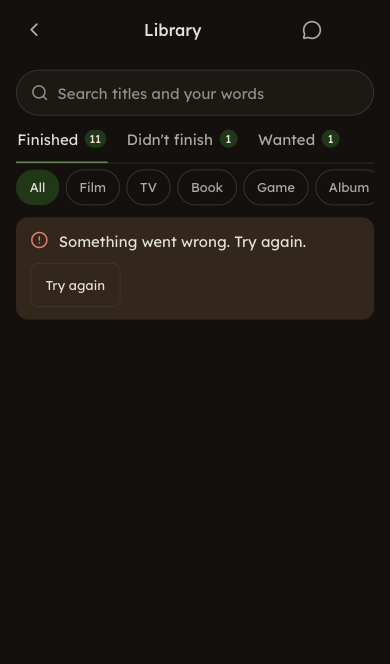 Library
Search titles and your words
Finished 11 Didn't finish 1 Wanted 1
All Film TV Book Game Album
Something went wrong. Try again.
Try again